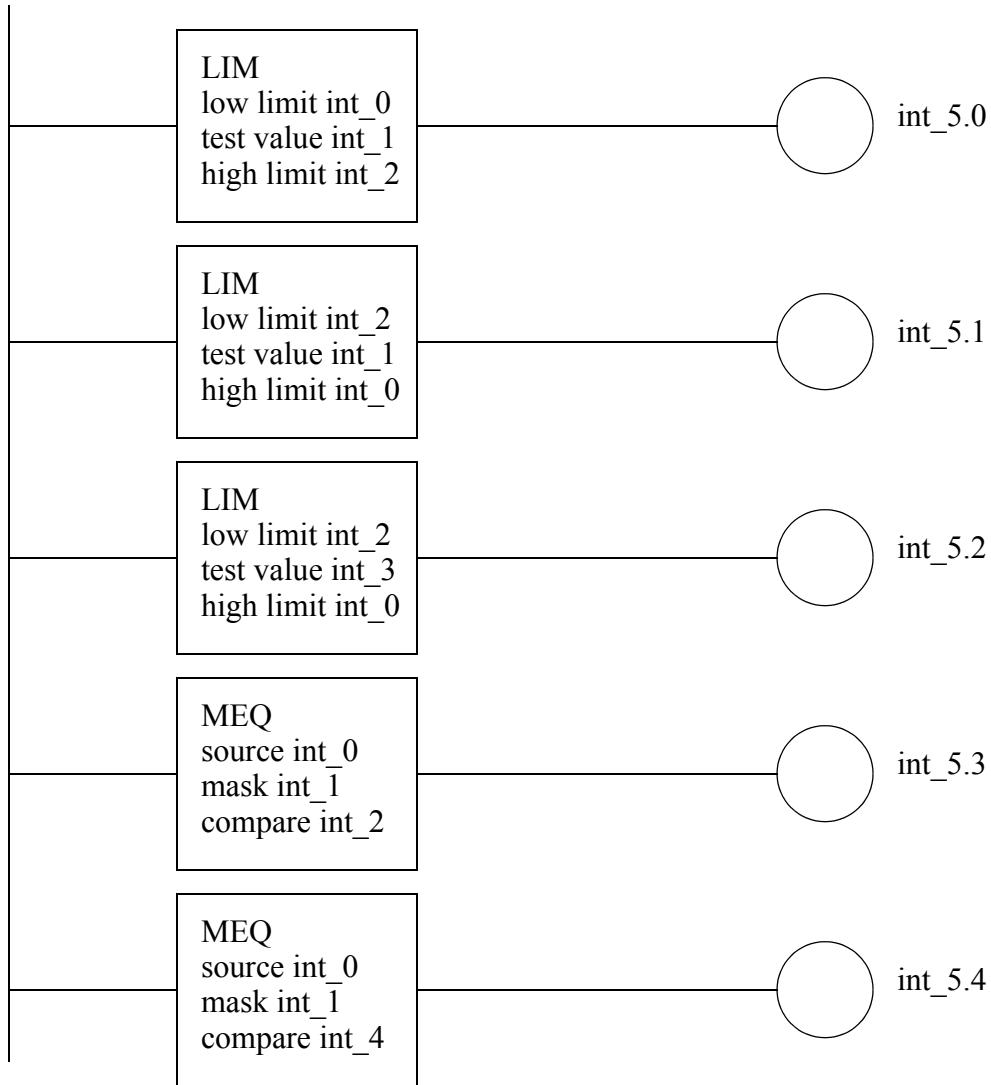 LIM
low limit int_0
test value int_1
high limit int_2
int_5.0
LIM
low limit int_2
test value int_1
high limit int_0
int_5.1
LIM
low limit int_2
test value int_3
high limit int_0
int_5.2
MEQ
source int_0
mask int_1
compare int_2
int_5.3
MEQ
source int_0
mask int_1
compare int_4
int_5.4